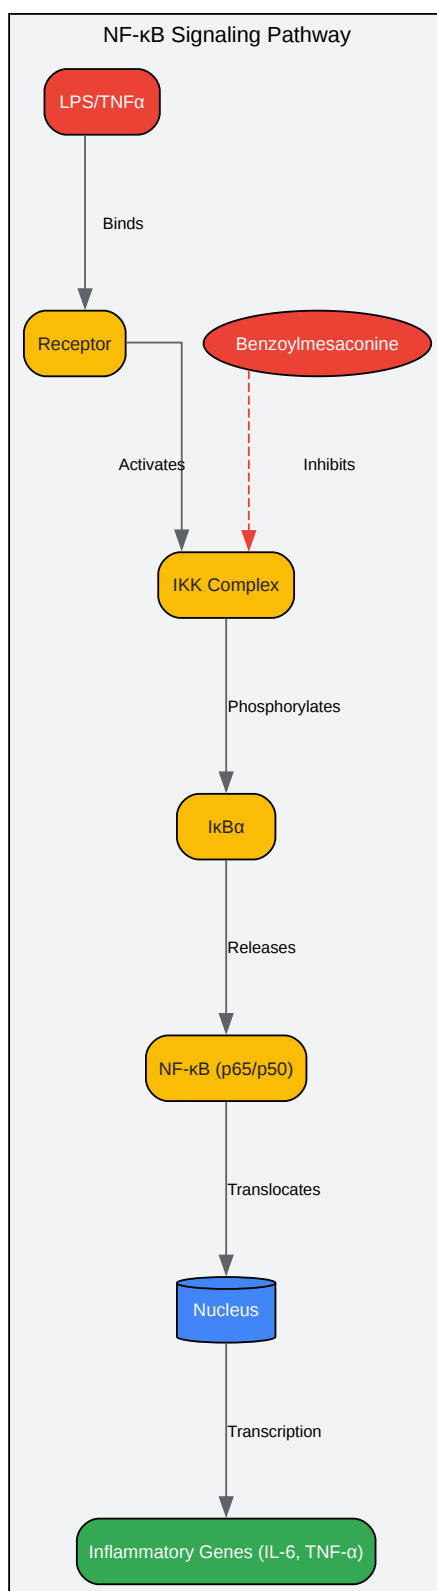 NF-κB Signaling Pathway
LPS/TNFα
Binds
Receptor
Benzoylmesaconine
Activates
Inhibits
IKK Complex
Phosphorylates
IκBα
Releases
NF-κB (p65/p50)
Translocates
Nucleus
Transcription
Inflammatory Genes (IL-6, TNF-α)